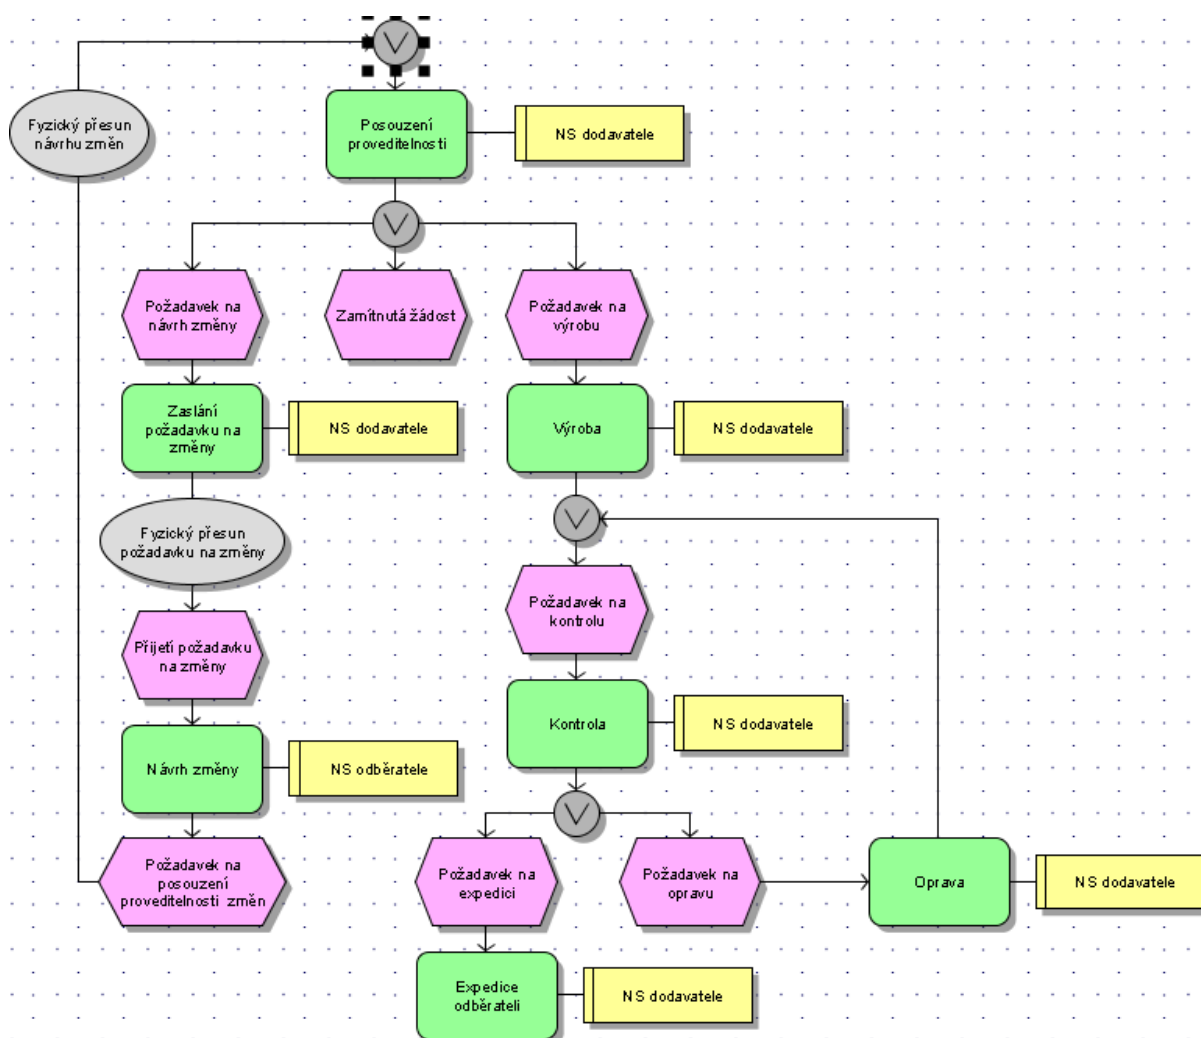 Fyzický přesun
návrhu změn
Posouzení
proveditelnosti
NS dodavatele
Požadavek na
návrh změny
Zamítnutá žádost
Požadavek na
výrobu
Zaslání
požadavku na
změny
NS dodavatele
Výroba
NS dodavatele
Fyzický přesun
požadavku na změny
Požadavek na
kontrolu
Přijetí požadavku
na změny
Kontrola
NS dodavatele
Návrh změny
NS odběratele
Požadavek na
posouzení
proveditelnosti změn
Požadavek na
expedici
Požadavek na
opravu
Oprava
NS dodavatele
Expedice
odběrateli
NS dodavatele